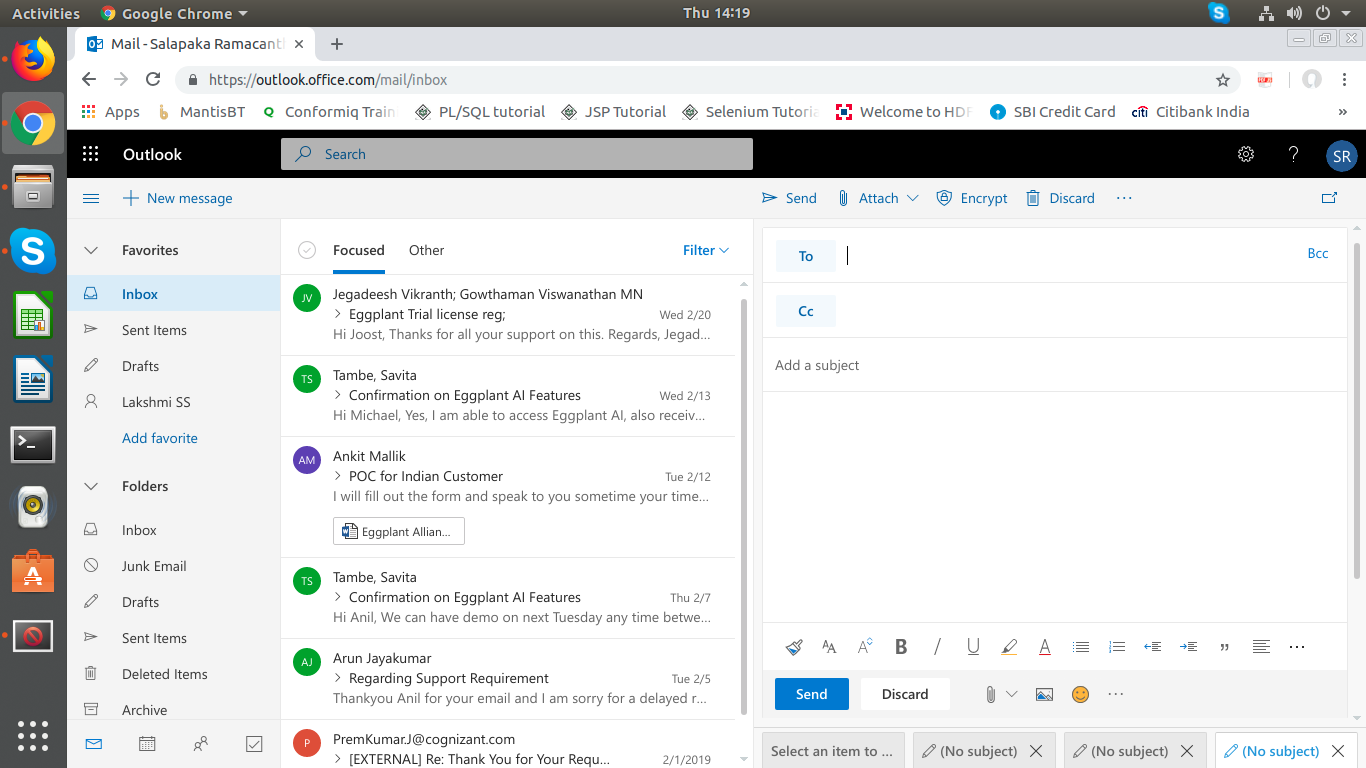 Activities Google Chrome Thu 14:19
Mail - Salapaka Ramacanth
https://outlook.office.com/mail/inbox
Apps MantisBT Conformiq Train PL/SQL tutorial JSP Tutorial Selenium Tutoria Welcome to HDF SBI Credit Card citi Citibank India »
Outlook Search ? SR
New message Send Attach Encrypt Discard ...
Favorites
Inbox
Sent Items
Drafts
Lakshmi SS
Add favorite
Folders
Inbox
Junk Email
Drafts
Sent Items
Deleted Items
Archive
Focused Other Filter
JV Jegadeesh Vikranth; Gowthaman Viswanathan MN
Eggplant Trial license reg; Wed 2/20
Hi Joost, Thanks for all your support on this. Regards, Jegad...
TS Tambe, Savita
Confirmation on Eggplant AI Features Wed 2/13
Hi Michael, Yes, I am able to access Eggplant AI, also receiv...
AM Ankit Mallik
POC for Indian Customer Tue 2/12
I will fill out the form and speak to you sometime your time...
Eggplant Allian...
TS Tambe, Savita
Confirmation on Eggplant AI Features Thu 2/7
Hi Anil, We can have demo on next Tuesday any time betwe...
AJ Arun Jayakumar
Regarding Support Requirement Tue 2/5
Thankyou Anil for your email and I am sorry for a delayed r...
P PremKumar.J@cognizant.com
[EXTERNAL] Re: Thank You for Your Requ... 2/1/2019
To Bcc
Cc
Add a subject
B I U A
Send Discard ...
Select an item to ... (No subject) (No subject) (No subject)